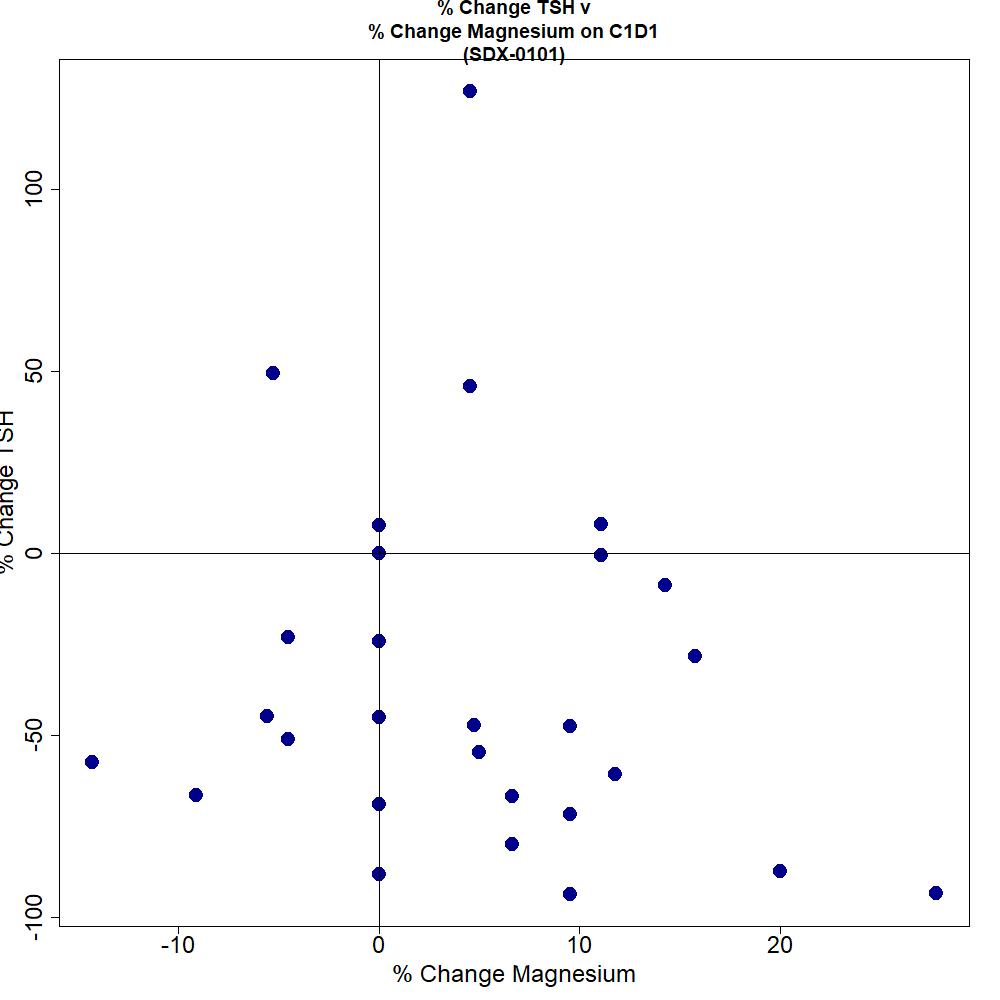 % Change TSH v
% Change Magnesium on C1D1
(SDX-0101)
% Change TSH
100
50
0
-50
-100
-10
0
10
20
% Change Magnesium